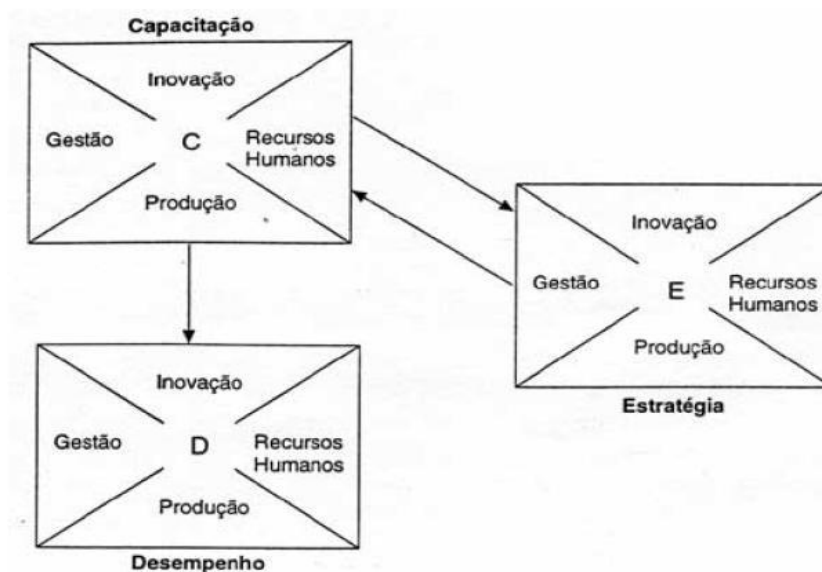 Capacitação
Inovação
Gestão
C
Recursos
Humanos
Produção
Inovação
Gestão
E
Recursos
Humanos
Produção
Estratégia
Inovação
Gestão
D
Recursos
Humanos
Produção
Desempenho